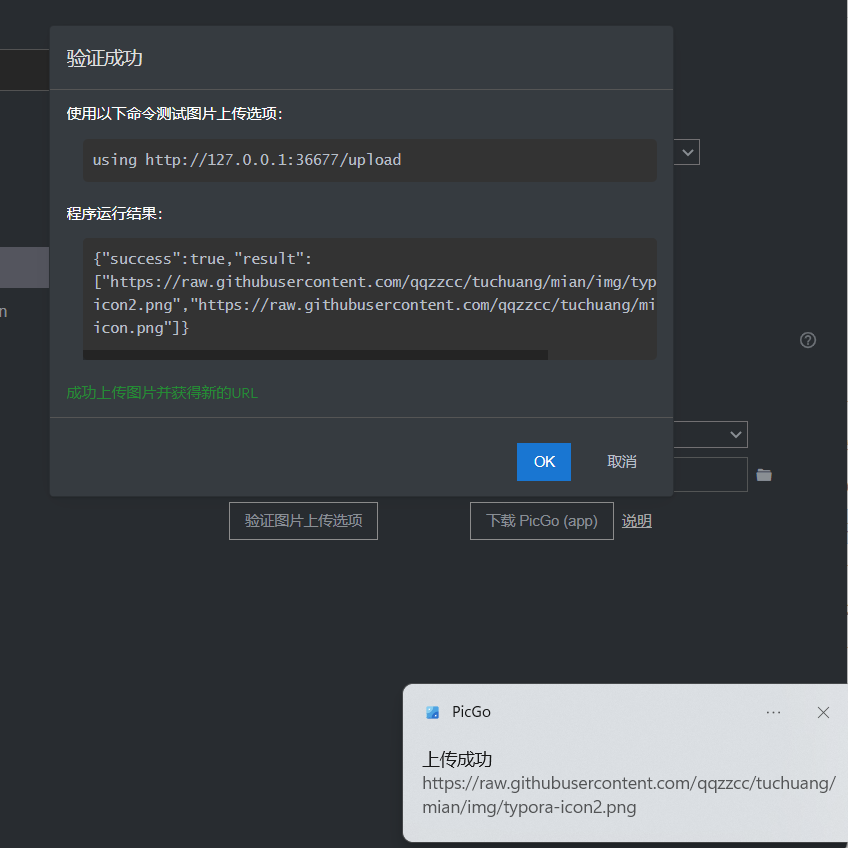 验证成功
使用以下命令测试图片上传选项：
using http://127.0.0.1:36677/upload
程序运行结果：
{"success":true,"result":
["https://raw.githubusercontent.com/qqzzcc/tuchuang/mian/img/typ
icon2.png","https://raw.githubusercontent.com/qqzzcc/tuchuang/mi
icon.png"]}
成功上传图片并获得新的URL
OK
取消
n
验证图片上传选项
下载 PicGo (app)
说明
PicGo
上传成功
https://raw.githubusercontent.com/qqzzcc/tuchuang/
mian/img/typora-icon2.png